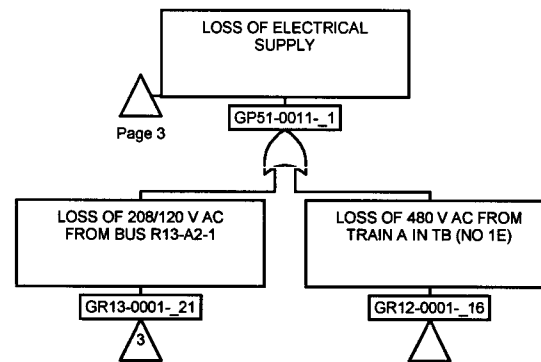 LOSS OF ELECTRICAL
SUPPLY
Page 3
GP51-0011-_1
LOSS OF 208/120 V AC
FROM BUS R13-A2-1
LOSS OF 480 V AC FROM
TRAIN A IN TB (NO 1E)
GR13-0001-_21
GR12-0001-_16
3